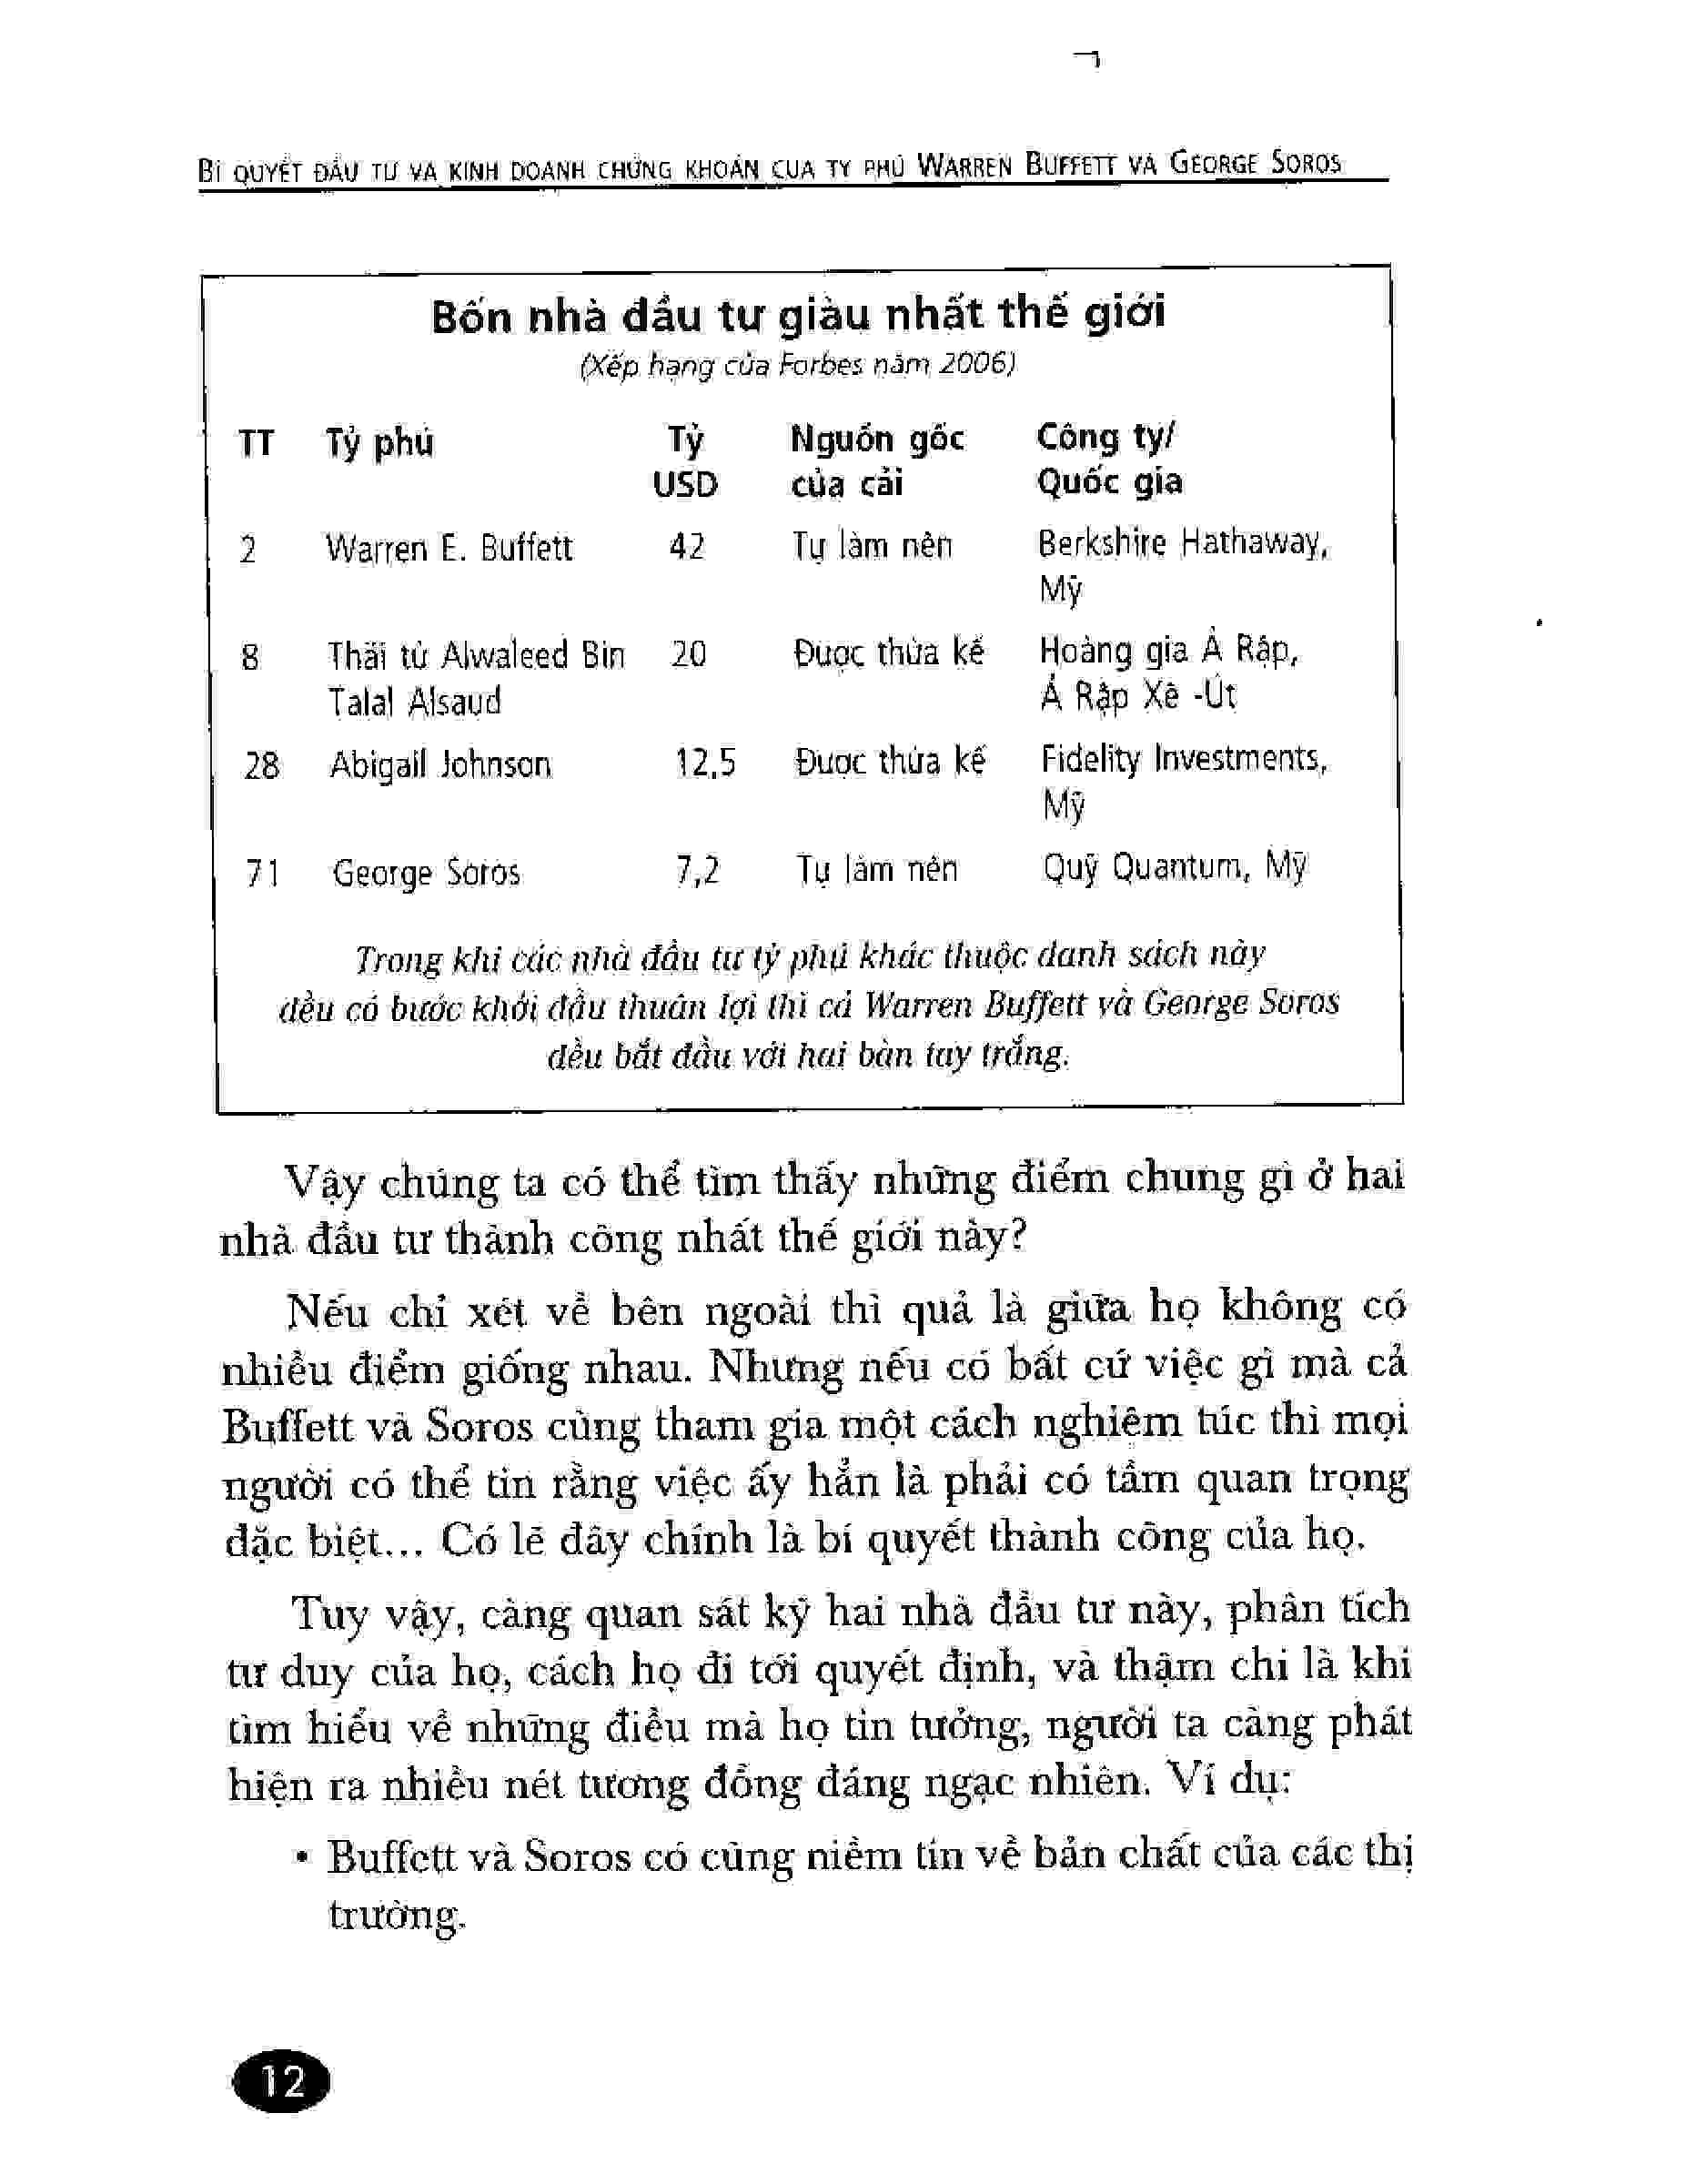 BÍ QUYẾT ĐẦU TƯ VÀ KINH DOANH CHỨNG KHOÁN CỦA TỶ PHÚ WARREN BUFFETT VÀ GEORGE SOROS
Bốn nhà đầu tư giàu nhất thế giới
(Xếp hạng của Forbes năm 2006)
TT Tỷ phú Tỷ USD Nguồn gốc của cải Công ty/ Quốc gia
2 Warren E. Buffett 42 Tự làm nên Berkshire Hathaway,
Mỹ
8 Thái tử Alwaleed Bin 20 Được thừa kế Hoàng gia Ả Rập,
Talal Alsaud Ả Rập Xê -Út
28 Abigail Johnson 12,5 Được thừa kế Fidelity Investments,
Mỹ
71 George Soros 7,2 Tự làm nên Quỹ Quantum, Mỹ
Trong khi các nhà đầu tư tỷ phú khác thuộc danh sách này
đều có bước khởi đầu thuận lợi thì cả Warren Buffett và George Soros
đều bắt đầu với hai bàn tay trắng.
Vậy chúng ta có thể tìm thấy những điểm chung gì ở hai
nhà đầu tư thành công nhất thế giới này?
Nếu chỉ xét về bên ngoài thì quả là giữa họ không có
nhiều điểm giống nhau. Nhưng nếu có bất cứ việc gì mà cả
Buffett và Soros cùng tham gia một cách nghiêm túc thì mọi
người có thể tin rằng việc ấy hẳn là phải có tầm quan trọng
đặc biệt... Có lẽ đây chính là bí quyết thành công của họ.
Tuy vậy, càng quan sát kỹ hai nhà đầu tư này, phân tích
tư duy của họ, cách họ đi tới quyết định, và thậm chí là khi
tìm hiểu về những điều mà họ tin tưởng, người ta càng phát
hiện ra nhiều nét tương đồng đáng ngạc nhiên. Ví dụ:
• Buffett và Soros có cùng niềm tin về bản chất của các thị
trường.
12